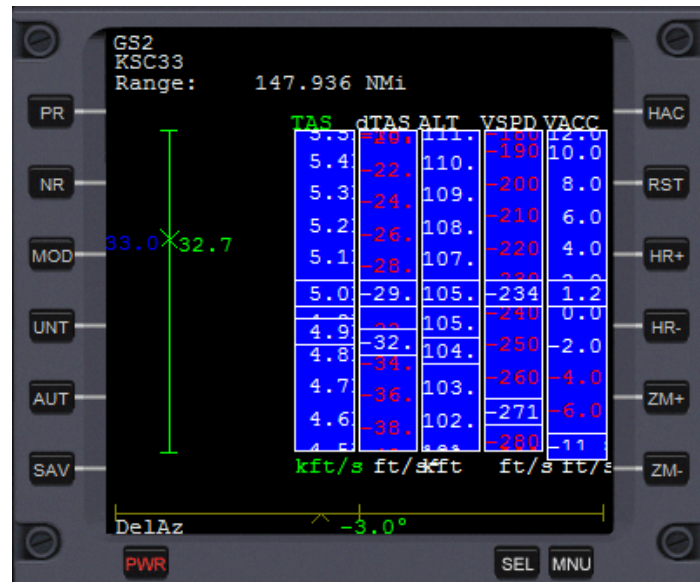 GS2
KSC33
Range: 147.936 NMi
TAS dTAS ALT VSPD VACC
PR
HAC
-190 10.0
5.4 -22. 110.
NR
-200 8.0
RST
5.3 -24. 109.
-210 6.0
5.2 -26. 108.
33.0 32.7
MOD
-220 4.0
HR+
5.1 -28. 107.
5.0 -29. 105. -234 1.2
-240 0.0
UNT
4.9 -32. 105.
HR-
4.8 -34. 104. -250 -2.0
4.7 -36. 103. -260 -4.0
AUT
ZM+
4.6 -38. 102. -271 -6.0
-280 -11
SAV
kft/s ft/s kft ft/s ft/s
ZM-
DelAz -3.0°
PWR
SEL MNU